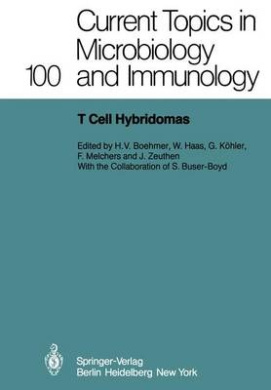 Current Topics in
Microbiology
100 and Immunology
T Cell Hybridomas
Edited by H.V. Boehmer, W. Haas, G. Köhler,
F. Melchers and J. Zeuthen
With the Collaboration of S. Buser-Boyd
Springer-Verlag
Berlin Heidelberg New York